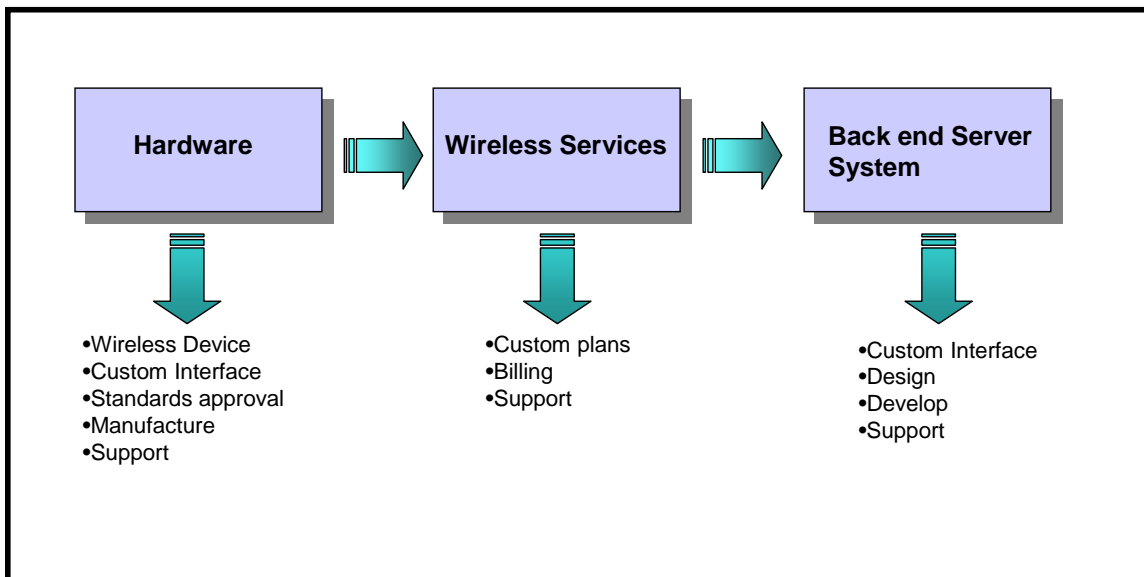 Hardware
Wireless Services
Back end Server
System
•Wireless Device
•Custom Interface
•Standards approval
•Manufacture
•Support
•Custom plans
•Billing
•Support
•Custom Interface
•Design
•Develop
•Support